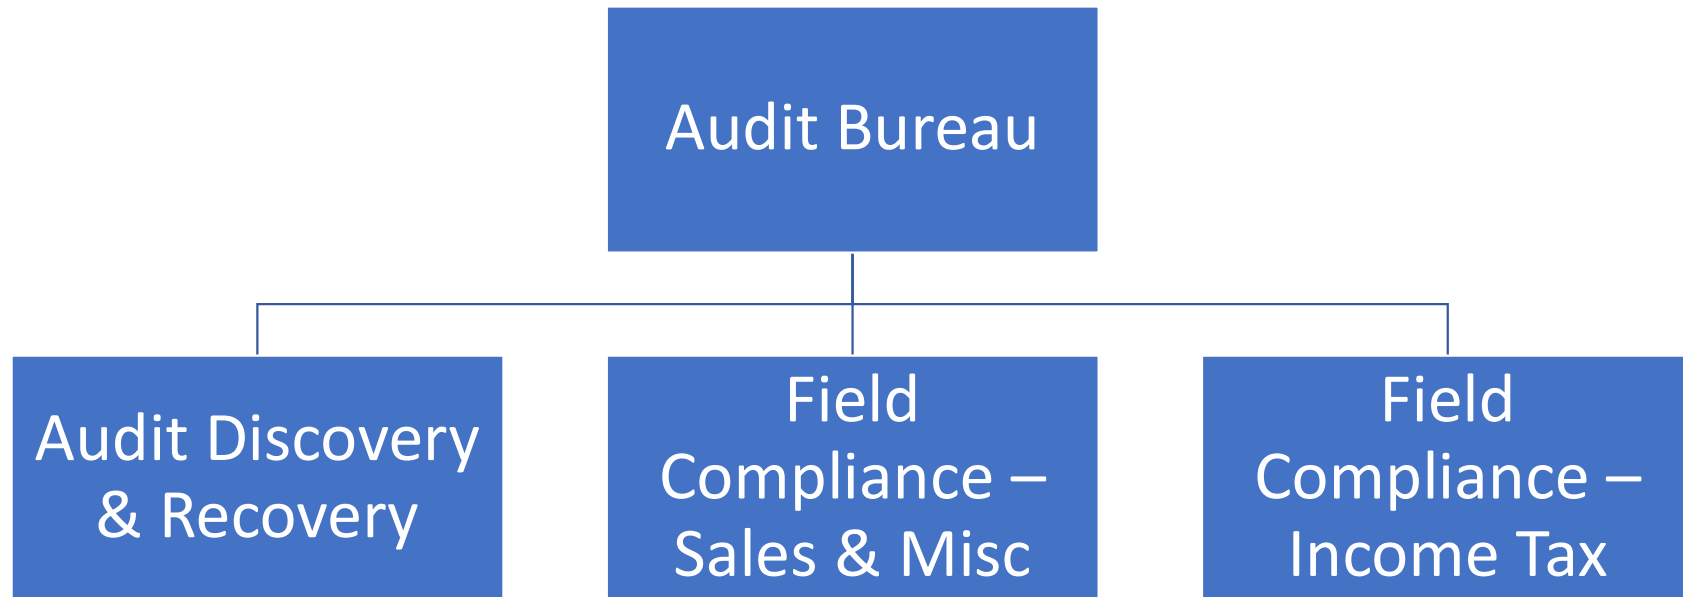 Audit Bureau
Audit Discovery
& Recovery
Field
Compliance –
Sales & Misc
Field
Compliance –
Income Tax